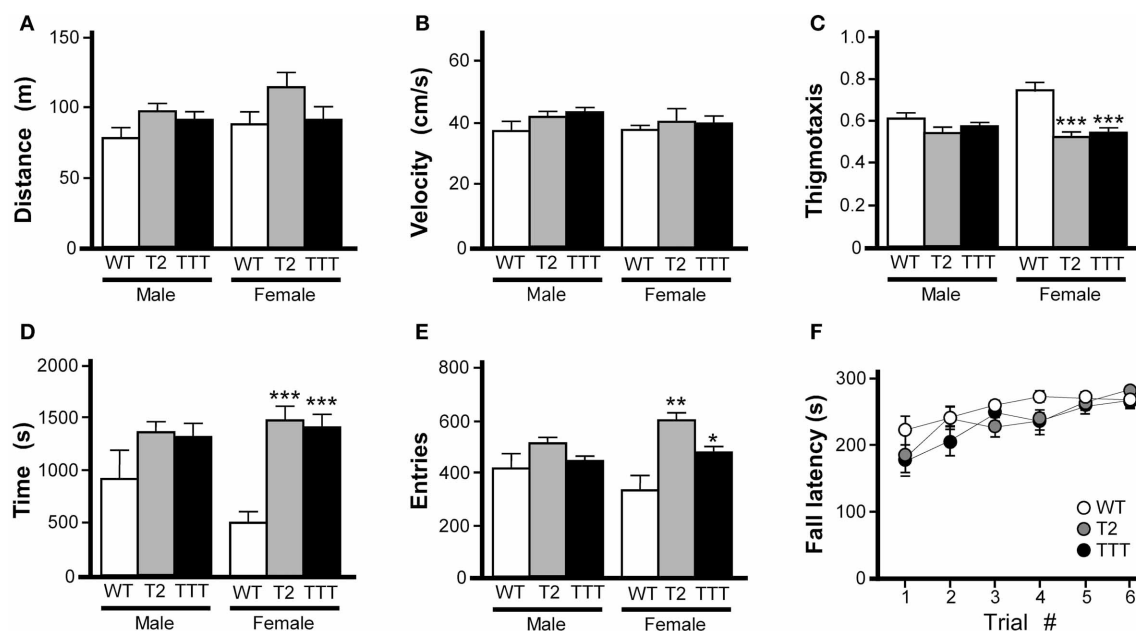 A
B
C
Distance (m)
150
100
50
0
WT T2 TTT WT T2 TTT
Male Female
Velocity (cm/s)
60
40
20
0
WT T2 TTT WT T2 TTT
Male Female
Thigmotaxis
1.0
0.8
0.6
0.4
0.2
0
*** ***
WT T2 TTT WT T2 TTT
Male Female
D
E
F
Time (s)
2000
1500
1000
500
0
*** ***
WT T2 TTT WT T2 TTT
Male Female
Entries
800
600
400
200
0
** *
WT T2 TTT WT T2 TTT
Male Female
Fall latency (s)
300
200
100
0
WT
T2
TTT
1 2 3 4 5 6
Trial #